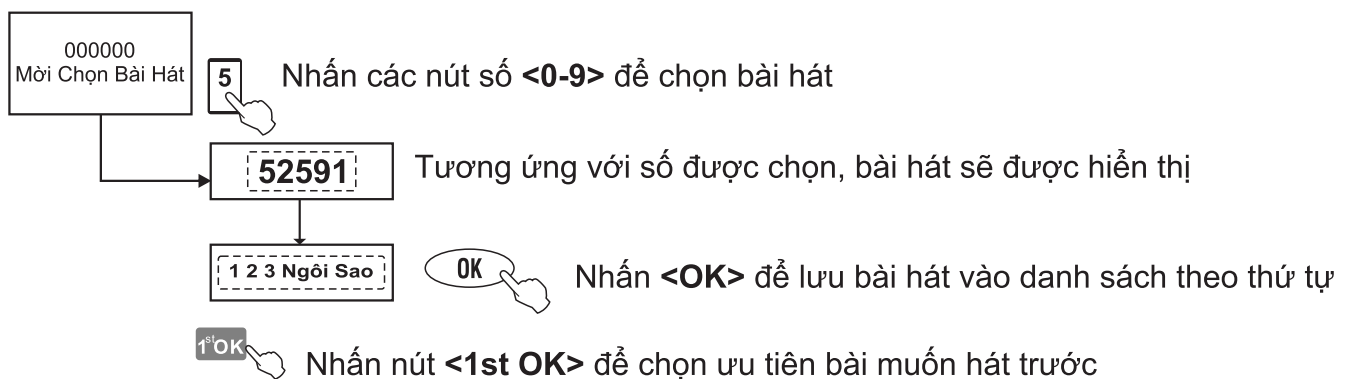 000000
Mời Chọn Bài Hát
5 Nhấn các nút số <0-9> để chọn bài hát
52591 Tương ứng với số được chọn, bài hát sẽ được hiển thị
1 2 3 Ngôi Sao OK Nhấn <OK> để lưu bài hát vào danh sách theo thứ tự
1st OK Nhấn nút <1st OK> để chọn ưu tiên bài muốn hát trước